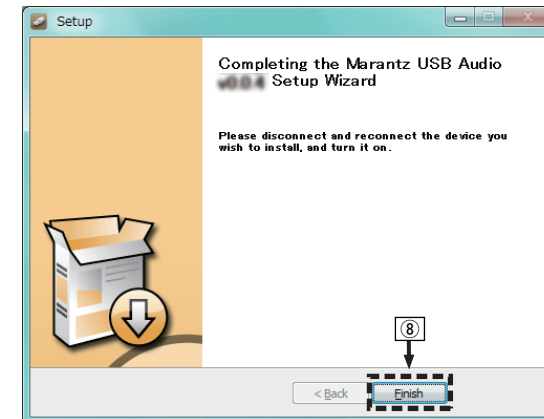 Setup
Completing the Marantz USB Audio
Setup Wizard
Please disconnect and reconnect the device you
wish to install, and turn it on.
⑧
< Back
Finish